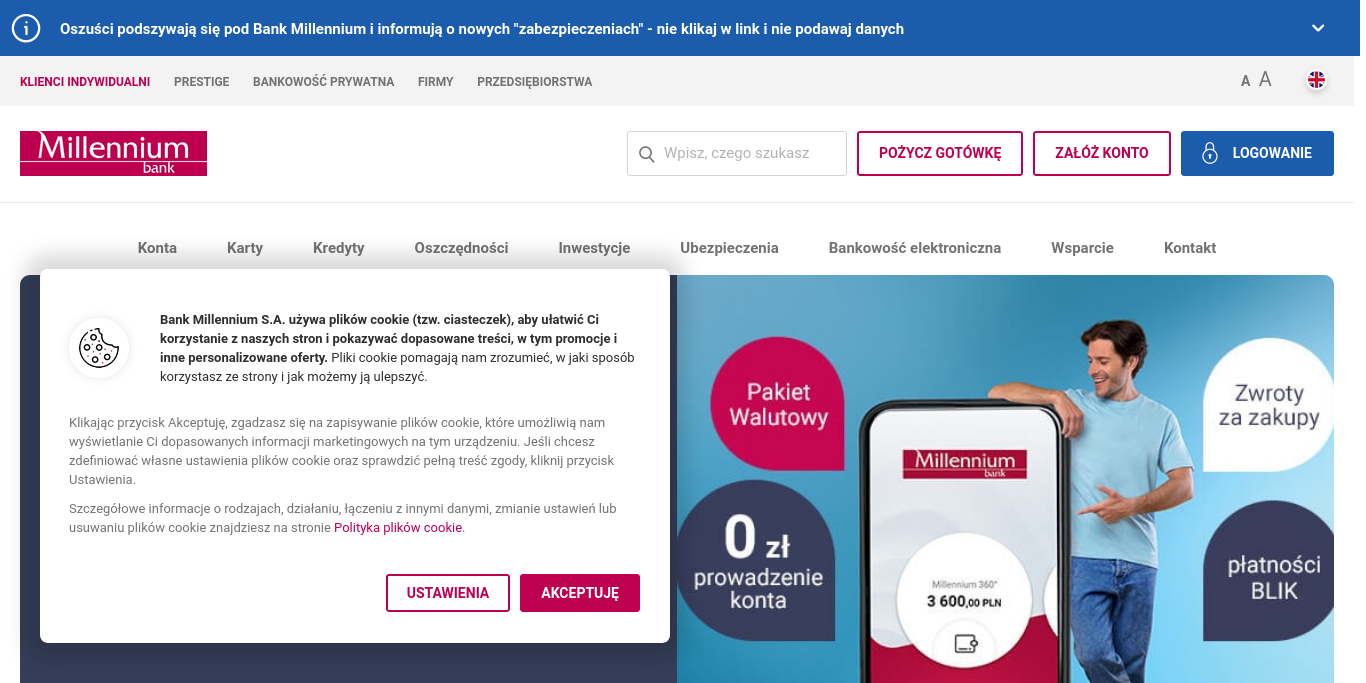 Oszuści podszywają się pod Bank Millennium i informują o nowych "zabezpieczeniach" - nie klikaj w link i nie podawaj danych
KLIENCI INDYWIDUALNI PRESTIGE BANKOWOŚĆ PRYWATNA FIRMY PRZEDSIĘBIORSTWA A A
Millennium
bank
Wpisz, czego szukasz
POŻYCZ GOTÓWKĘ
ZAŁÓŻ KONTO
LOGOWANIE
Konta Karty Kredyty Oszczędności Inwestycje Ubezpieczenia Bankowość elektroniczna Wsparcie Kontakt
Bank Millennium S.A. używa plików cookie (tzw. ciasteczek), aby ułatwić Ci
korzystanie z naszych stron i pokazywać dopasowane treści, w tym promocje i
inne personalizowane oferty. Pliki cookie pomagają nam zrozumieć, w jaki sposób
korzystasz ze strony i jak możemy ją ulepszyć.
Klikając przycisk Akceptuję, zgadzasz się na zapisywanie plików cookie, które umożliwią nam
wyświetlanie Ci dopasowanych informacji marketingowych na tym urządzeniu. Jeśli chcesz
zdefiniować własne ustawienia plików cookie oraz sprawdzić pełną treść zgody, kliknij przycisk
Ustawienia.
Szczegółowe informacje o rodzajach, działaniu, łączeniu z innymi danymi, zmianie ustawień lub
usuwaniu plików cookie znajdziesz na stronie Polityka plików cookie.
USTAWIENIA
AKCEPTUJĘ
Pakiet
Walutowy
0 zł
prowadzenie
konta
Millennium
bank
Millennium 360°
3 600,00 PLN
Zwroty
za zakupy
płatności
BLIK